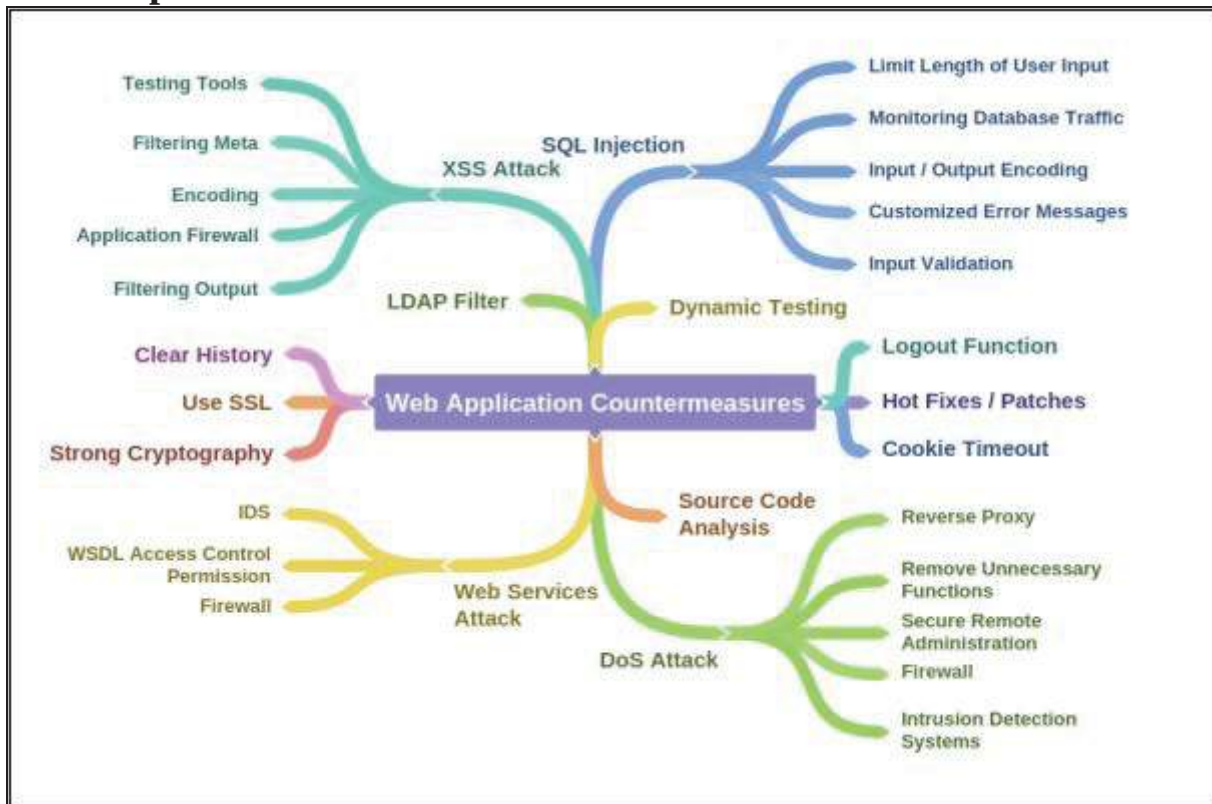 Testing Tools
Filtering Meta
Encoding
Application Firewall
Filtering Output
XSS Attack
SQL Injection
Limit Length of User Input
Monitoring Database Traffic
Input / Output Encoding
Customized Error Messages
Input Validation
LDAP Filter
Dynamic Testing
Clear History
Use SSL
Strong Cryptography
Web Application Countermeasures
Logout Function
Hot Fixes / Patches
Cookie Timeout
IDS
WSDL Access Control
Permission
Firewall
Web Services
Attack
Source Code
Analysis
DoS Attack
Reverse Proxy
Remove Unnecessary
Functions
Secure Remote
Administration
Firewall
Intrusion Detection
Systems